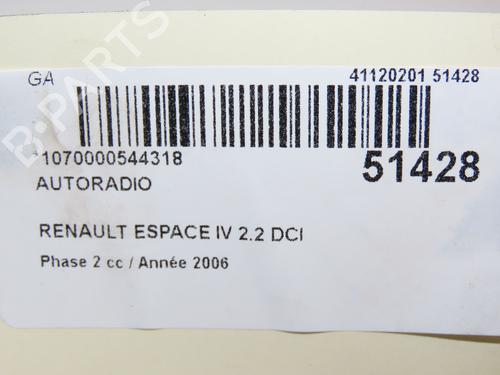 GA
41120201 51428
B-PARTS
*1070000544318
51428
AUTORADIO
RENAULT ESPACE IV 2.2 DCI
Phase 2 cc / Année 2006